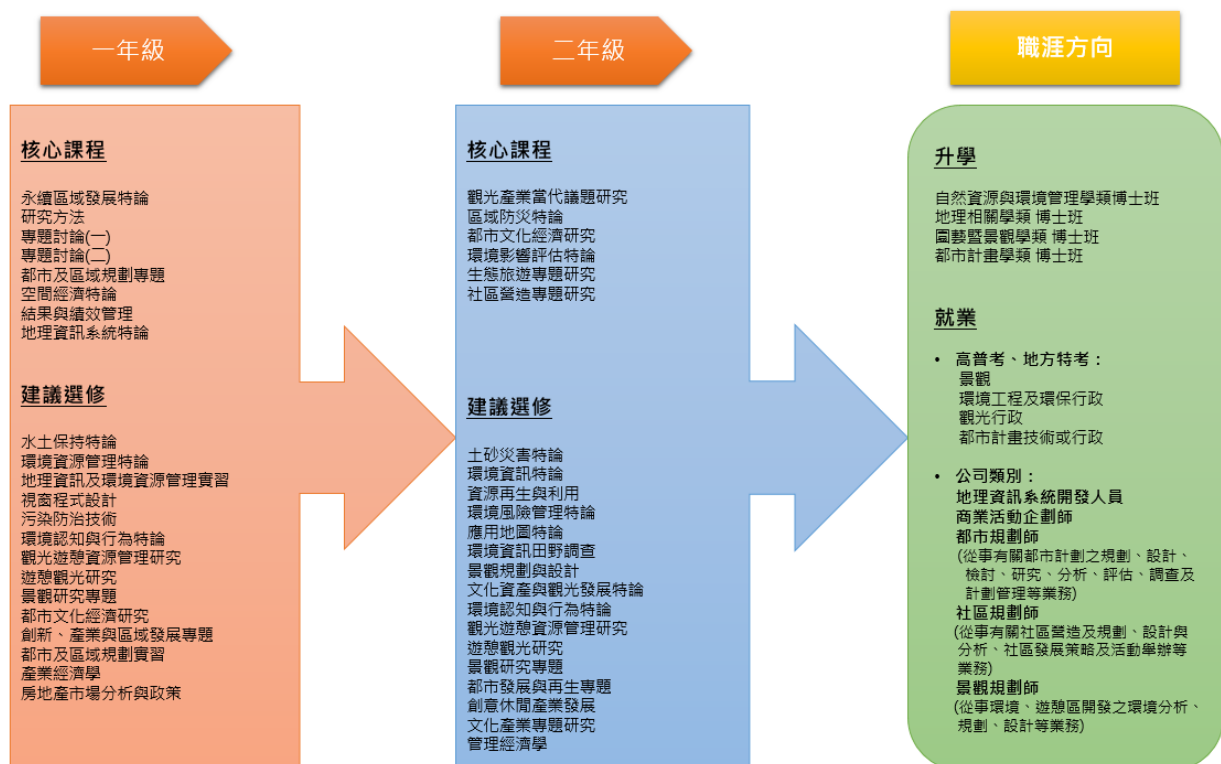 一年級
核心課程
永續區域發展特論
研究方法
專題討論(一)
專題討論(二)
都市及區域規劃專題
空間經濟特論
結果與績效管理
地理資訊系統特論
建議選修
水土保持特論
環境資源管理特論
地理資訊及環境資源管理實習
視窗程式設計
污染防治技術
環境認知與行為特論
觀光遊憩資源管理研究
遊憩觀光研究
景觀研究專題
都市文化經濟研究
創新、產業與區域發展專題
都市及區域規劃實習
產業經濟學
房地產市場分析與政策
二年級
核心課程
觀光產業當代議題研究
區域防災特論
都市文化經濟研究
環境影響評估特論
生態旅遊專題研究
社區營造專題研究
建議選修
土砂災害特論
環境資訊特論
資源再生與利用
環境風險管理特論
應用地圖特論
環境資訊田野調查
景觀規劃與設計
文化資產與觀光發展特論
環境認知與行為特論
觀光遊憩資源管理研究
遊憩觀光研究
景觀研究專題
都市發展與再生專題
創意休閒產業發展
文化產業專題研究
管理經濟學
職涯方向
升學
自然資源與環境管理學類博士班
地理相關學類 博士班
園藝暨景觀學類 博士班
都市計畫學類 博士班
就業
• 高普考、地方特考：
景觀
環境工程及環保行政
觀光行政
都市計畫技術或行政
• 公司類別：
地理資訊系統開發人員
商業活動企劃師
都市規劃師
(從事有關都市計劃之規劃、設計、
檢討、研究、分析、評估、調查及
計劃管理等業務)
社區規劃師
(從事有關社區營造及規劃、設計與
分析、社區發展策略及活動舉辦等
業務)
景觀規劃師
(從事環境、遊憩區開發之環境分析、
規劃、設計等業務)